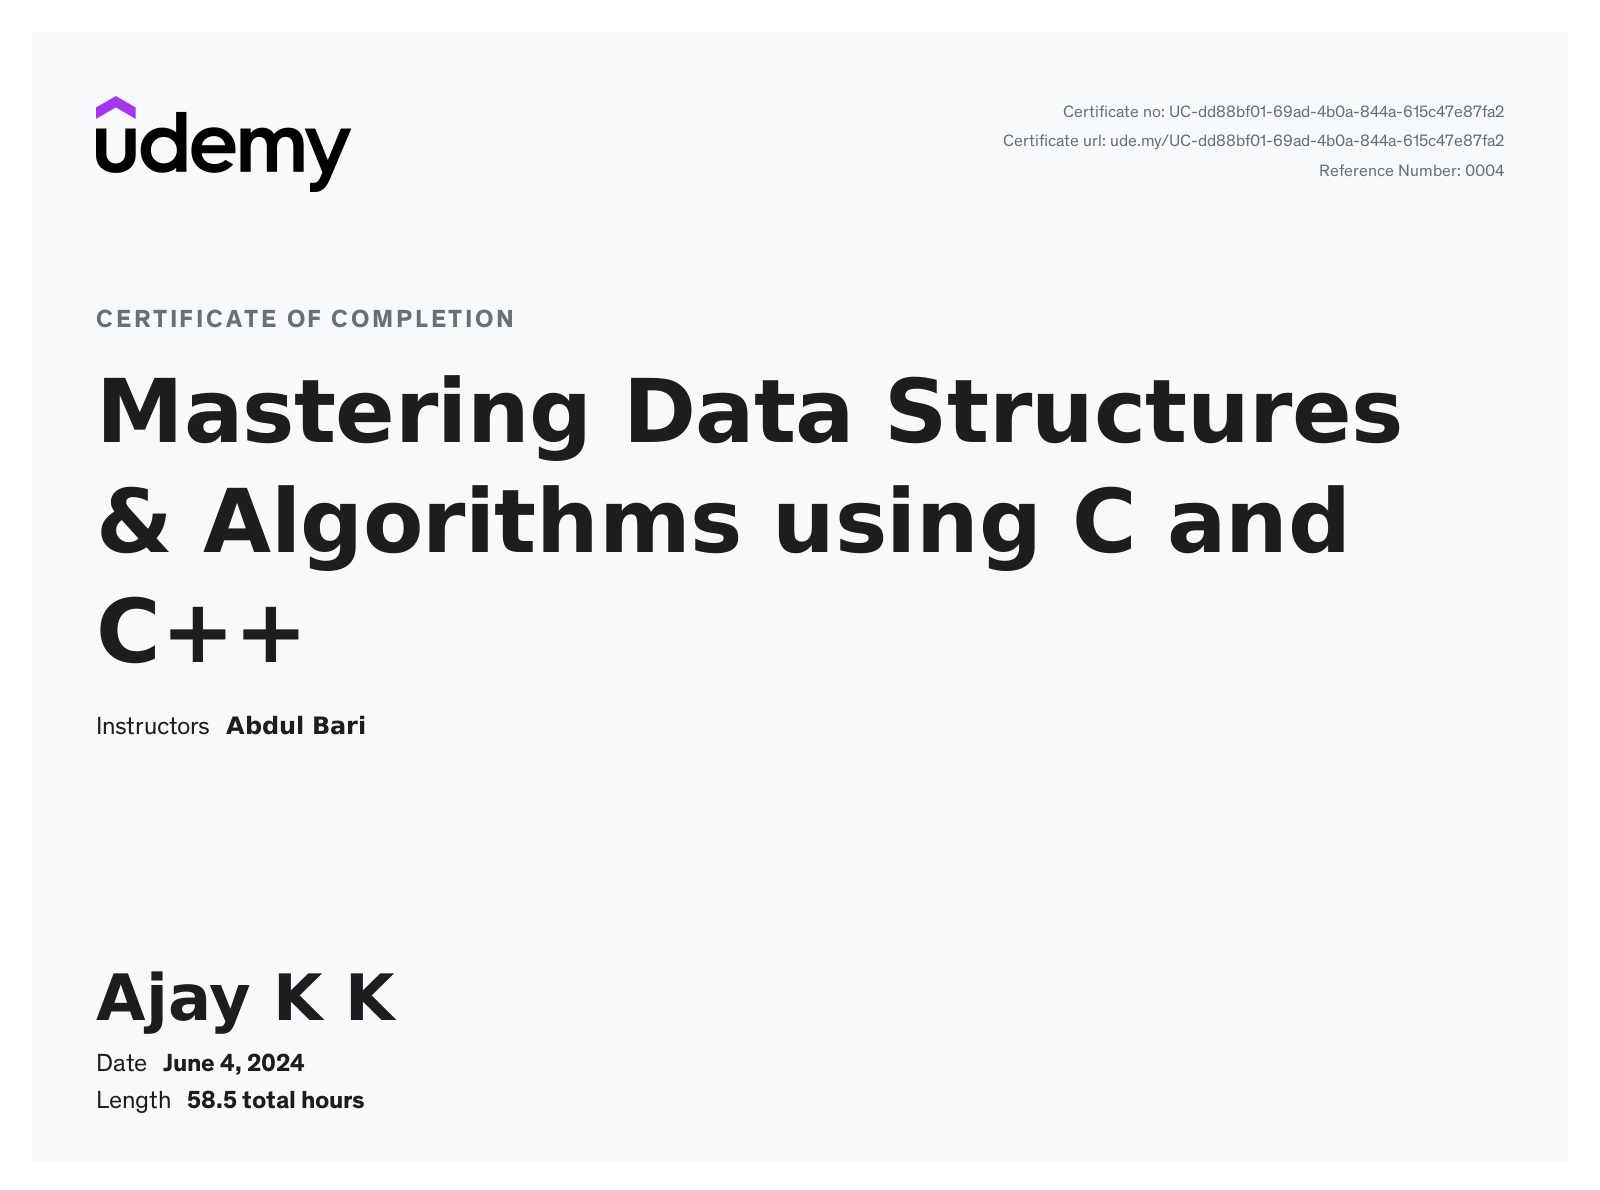 udemy
Certificate no: UC-dd88bf01-69ad-4b0a-844a-615c47e87fa2
Certificate url: ude.my/UC-dd88bf01-69ad-4b0a-844a-615c47e87fa2
Reference Number: 0004
CERTIFICATE OF COMPLETION
Mastering Data Structures
& Algorithms using C and
C++
Instructors Abdul Bari
Ajay K K
Date June 4, 2024
Length 58.5 total hours